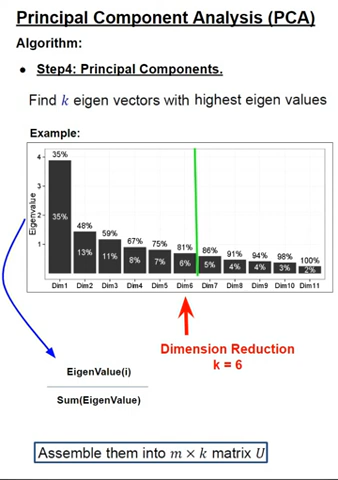 Principal Component Analysis (PCA)
Algorithm:
• Step4: Principal Components.
Find k eigen vectors with highest eigen values
Example:
Eigenvalue
4
3
2
1
35% 48% 59% 67% 75% 81% 86% 91% 94% 98% 100%
35% 13% 11% 8% 7% 6% 5% 4% 4% 3% 2%
Dim1 Dim2 Dim3 Dim4 Dim5 Dim6 Dim7 Dim8 Dim9 Dim10 Dim11
Dimension Reduction
k = 6
EigenValue(i)
Sum(EigenValue)
Assemble them into m × k matrix U